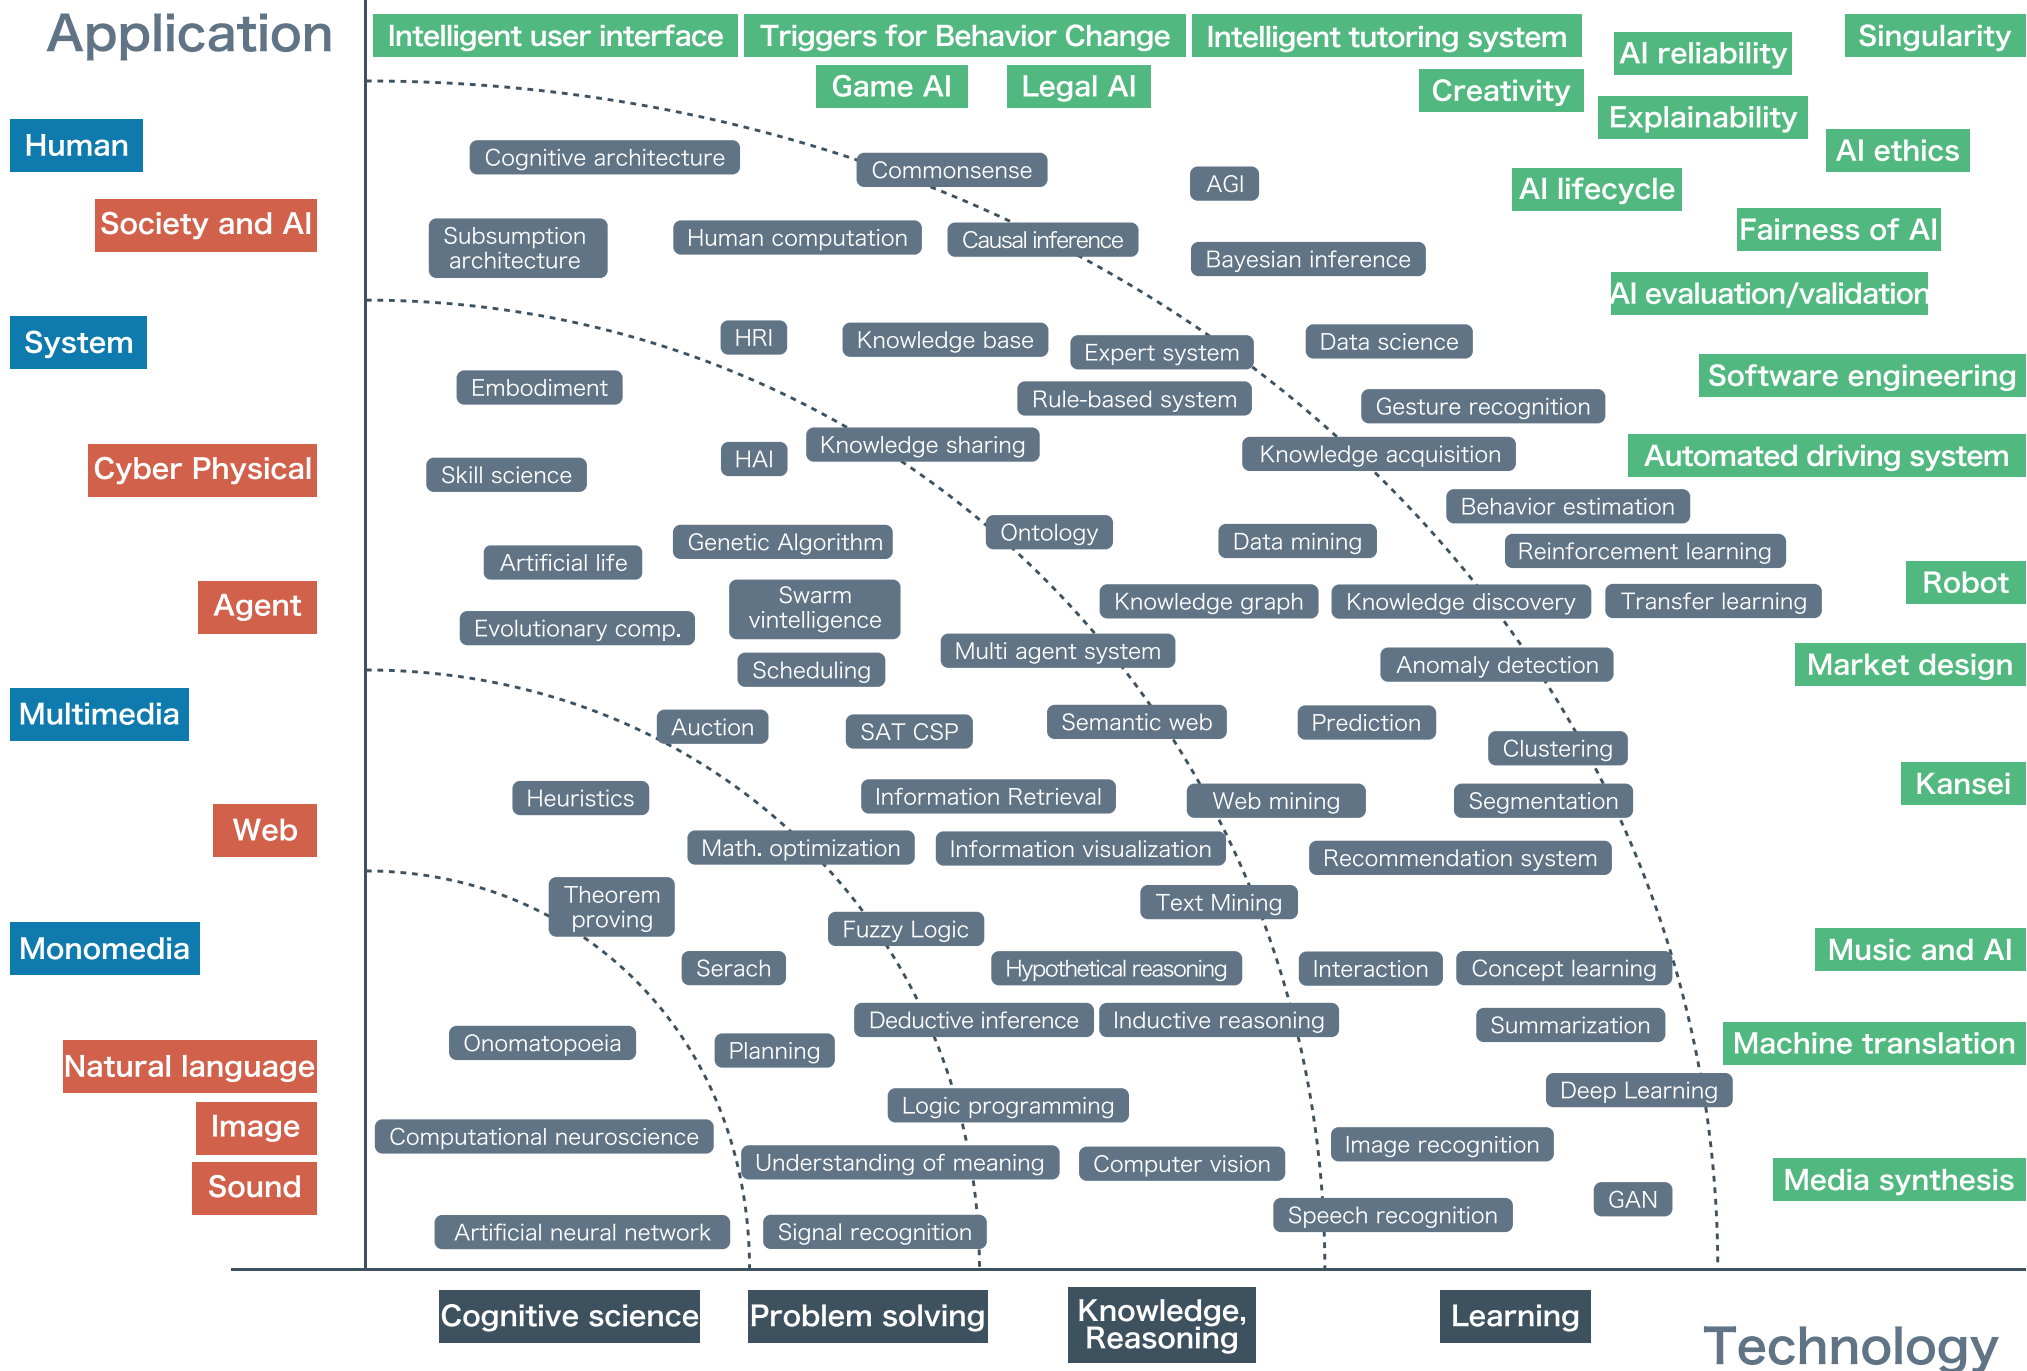 Application
Intelligent user interface
Triggers for Behavior Change
Intelligent tutoring system
AI reliability
Singularity
Game AI
Legal AI
Creativity
Explainability
Human
Cognitive architecture
Commonsense
AGI
AI ethics
AI lifecycle
Society and AI
Subsumption
architecture
Human computation
Causal inference
Bayesian inference
Fairness of AI
AI evaluation/validation
System
HRI
Knowledge base
Expert system
Data science
Software engineering
Embodiment
Rule-based system
Gesture recognition
Cyber Physical
Skill science
HAI
Knowledge sharing
Knowledge acquisition
Automated driving system
Behavior estimation
Artificial life
Genetic Algorithm
Ontology
Data mining
Reinforcement learning
Robot
Agent
Evolutionary comp.
Swarm
vintelligence
Knowledge graph
Knowledge discovery
Transfer learning
Scheduling
Multi agent system
Anomaly detection
Market design
Multimedia
Auction
SAT CSP
Semantic web
Prediction
Clustering
Heuristics
Information Retrieval
Web mining
Segmentation
Kansei
Web
Math. optimization
Information visualization
Recommendation system
Theorem
proving
Fuzzy Logic
Text Mining
Monomedia
Serach
Hypothetical reasoning
Interaction
Concept learning
Music and AI
Onomatopoeia
Planning
Deductive inference
Inductive reasoning
Summarization
Machine translation
Natural language
Logic programming
Deep Learning
Image
Computational neuroscience
Understanding of meaning
Computer vision
Image recognition
Sound
Media synthesis
Artificial neural network
Signal recognition
Speech recognition
GAN
Cognitive science
Problem solving
Knowledge,
Reasoning
Learning
Technology